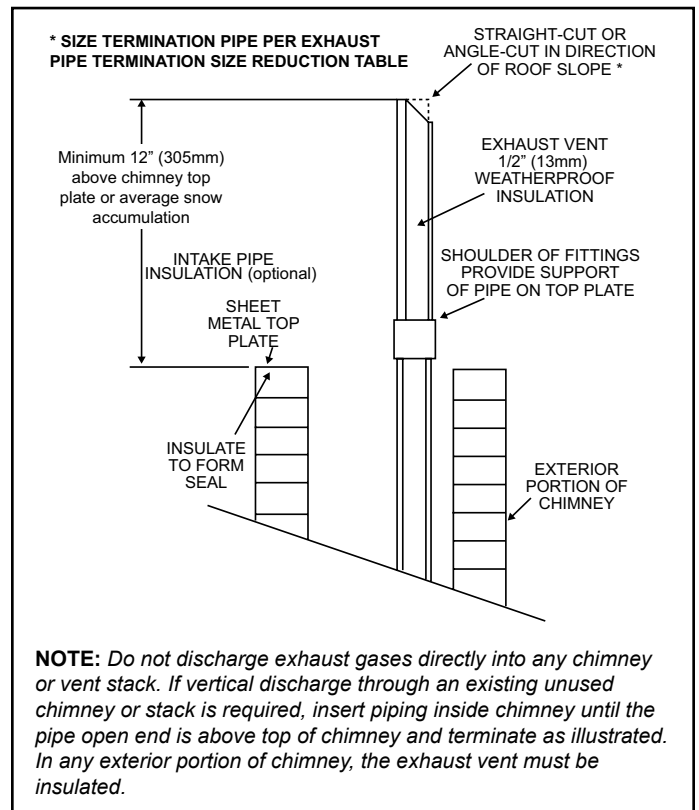 * SIZE TERMINATION PIPE PER EXHAUST
PIPE TERMINATION SIZE REDUCTION TABLE
STRAIGHT-CUT OR
ANGLE-CUT IN DIRECTION
OF ROOF SLOPE *
Minimum 12” (305mm)
above chimney top
plate or average snow
accumulation
EXHAUST VENT
1/2” (13mm)
WEATHERPROOF
INSULATION
INTAKE PIPE
INSULATION (optional)
SHOULDER OF FITTINGS
PROVIDE SUPPORT
OF PIPE ON TOP PLATE
SHEET
METAL TOP
PLATE
INSULATE
TO FORM
SEAL
EXTERIOR
PORTION OF
CHIMNEY
NOTE: Do not discharge exhaust gases directly into any chimney
or vent stack. If vertical discharge through an existing unused
chimney or stack is required, insert piping inside chimney until the
pipe open end is above top of chimney and terminate as illustrated.
In any exterior portion of chimney, the exhaust vent must be
insulated.